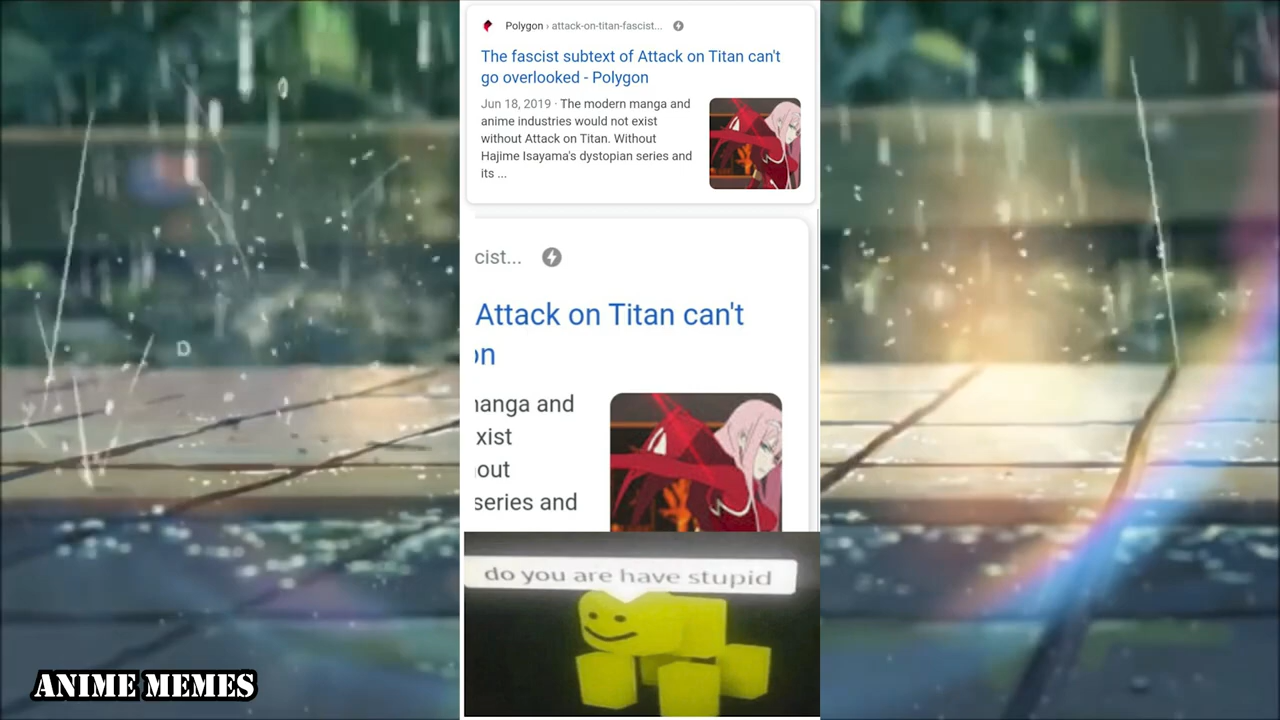 Polygon › attack-on-titan-fascist...
The fascist subtext of Attack on Titan can't
go overlooked - Polygon
Jun 18, 2019 · The modern manga and
anime industries would not exist
without Attack on Titan. Without
Hajime Isayama's dystopian series and
its ...
cist...
Attack on Titan can't
on
nanga and
xist
out
series and
do you are have stupid
ANIME MEMES